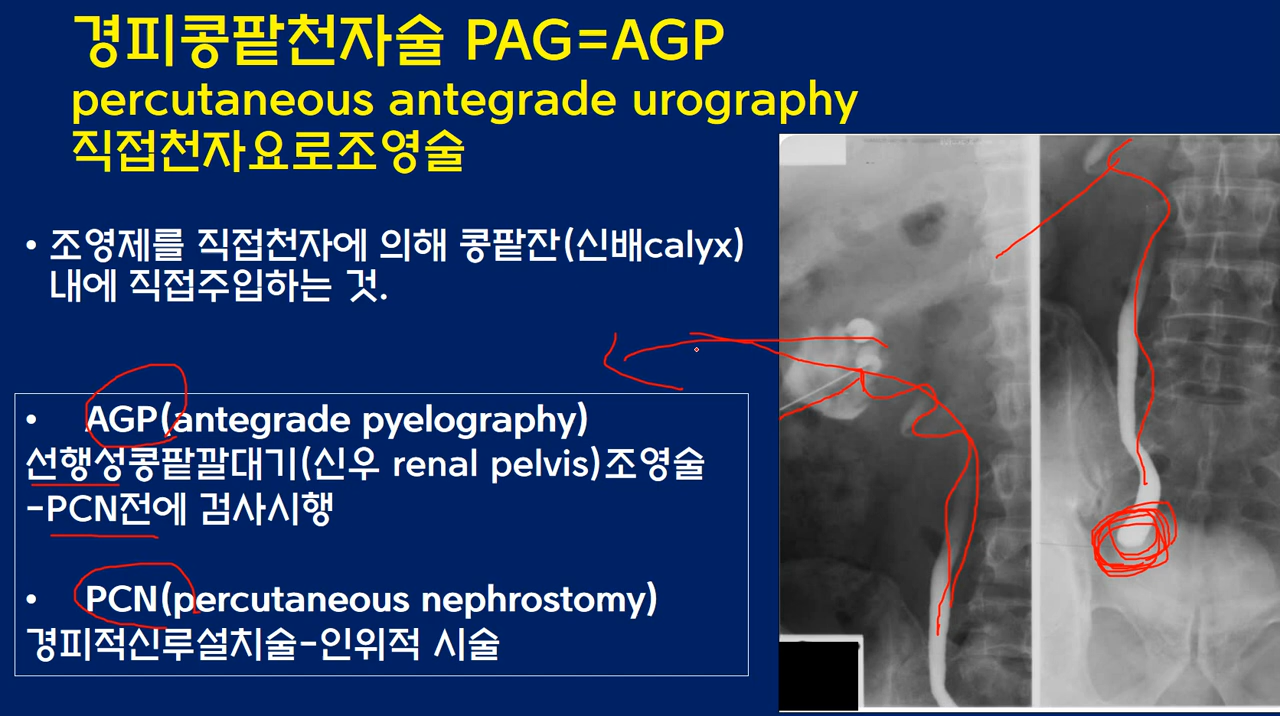 경피콩팥천자술 PAG=AGP
percutaneous antegrade urography
직접천자요로조영술
• 조영제를 직접천자에 의해 콩팥잔(신배calyx)
내에 직접주입하는 것.
• AGP(antegrade pyelography)
선행성콩팥깔대기(신우 renal pelvis)조영술
-PCN전에 검사시행
• PCN(percutaneous nephrostomy)
경피적신루설치술-인위적 시술